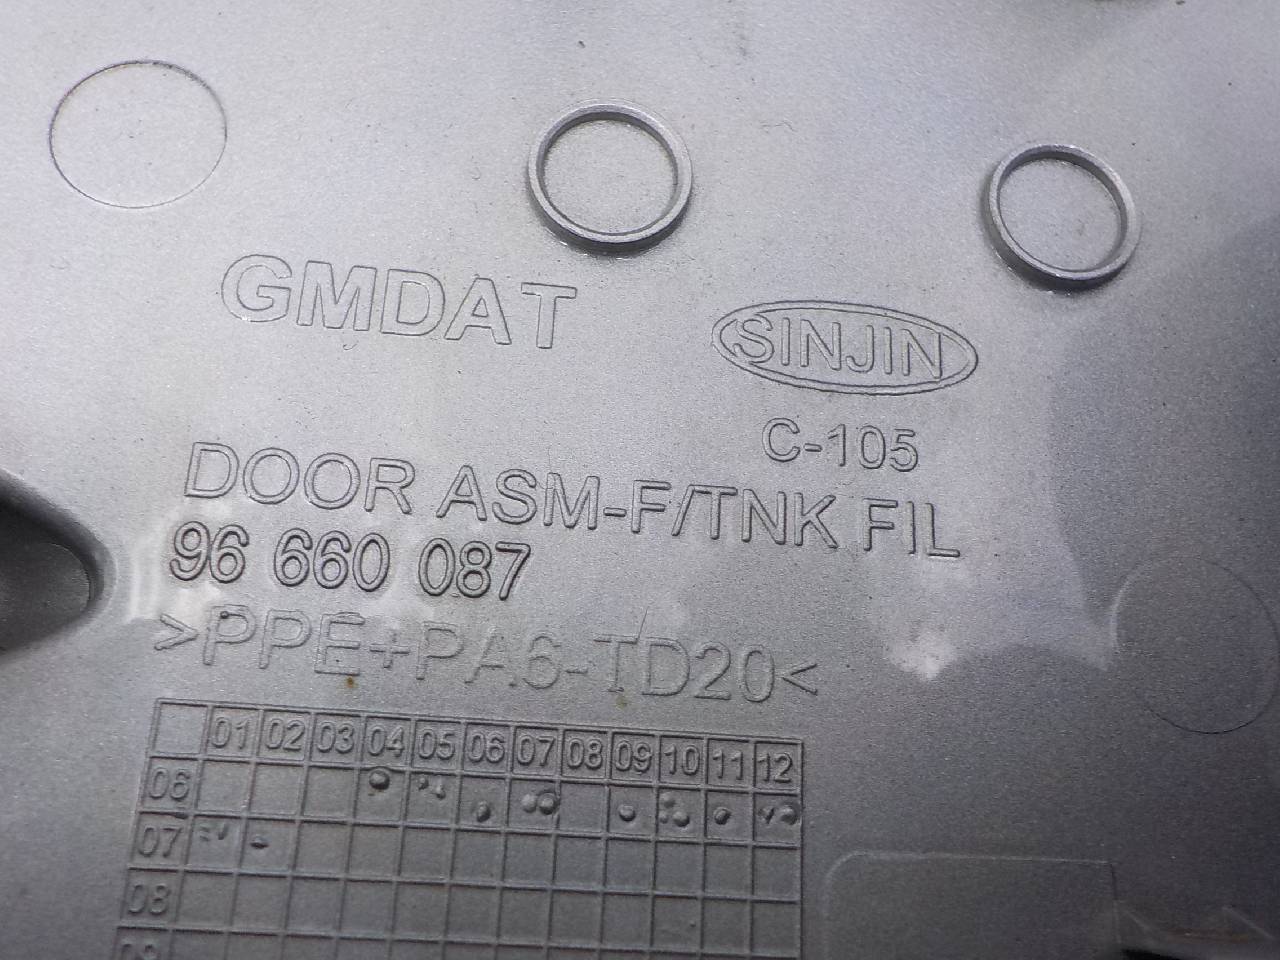 GMDAT
SINJIN
C-105
DOOR ASM-F/TNK FIL
96 660 087
>PPE+PA6-TD20<
01 02 03 04 05 06 07 08 09 10 11 12
06
07
08